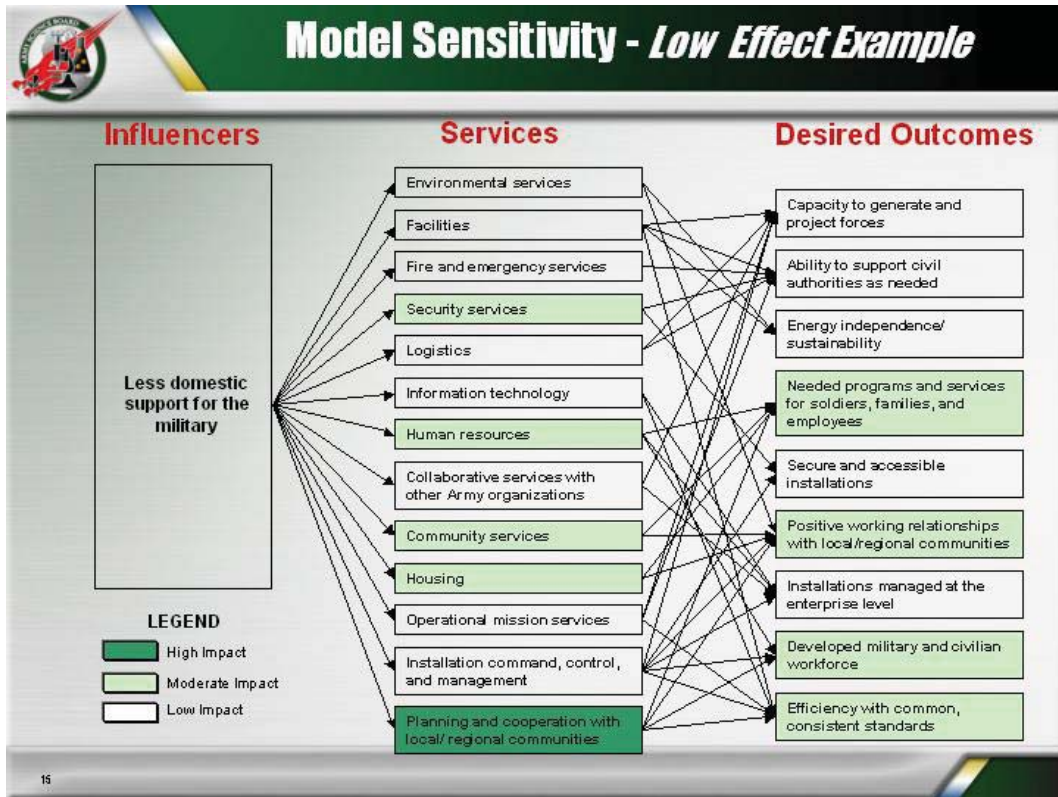 ARMY SCIENCE BOARD
Model Sensitivity - Low Effect Example
Influencers
Less domestic
support for the
military
LEGEND
High Impact
Moderate Impact
Low Impact
Services
Environmental services
Facilities
Fire and emergency services
Security services
Logistics
Information technology
Human resources
Collaborative services with
other Army organizations
Community services
Housing
Operational mission services
Installation command, control,
and management
Planning and cooperation with
local/ regional communities
Desired Outcomes
Capacity to generate and
project forces
Ability to support civil
authorities as needed
Energy independence/
sustainability
Needed programs and services
for soldiers, families, and
employees
Secure and accessible
installations
Positive working relationships
with local/regional communities
Installations managed at the
enterprise level
Developed military and civilian
workforce
Efficiency with common,
consistent standards
15